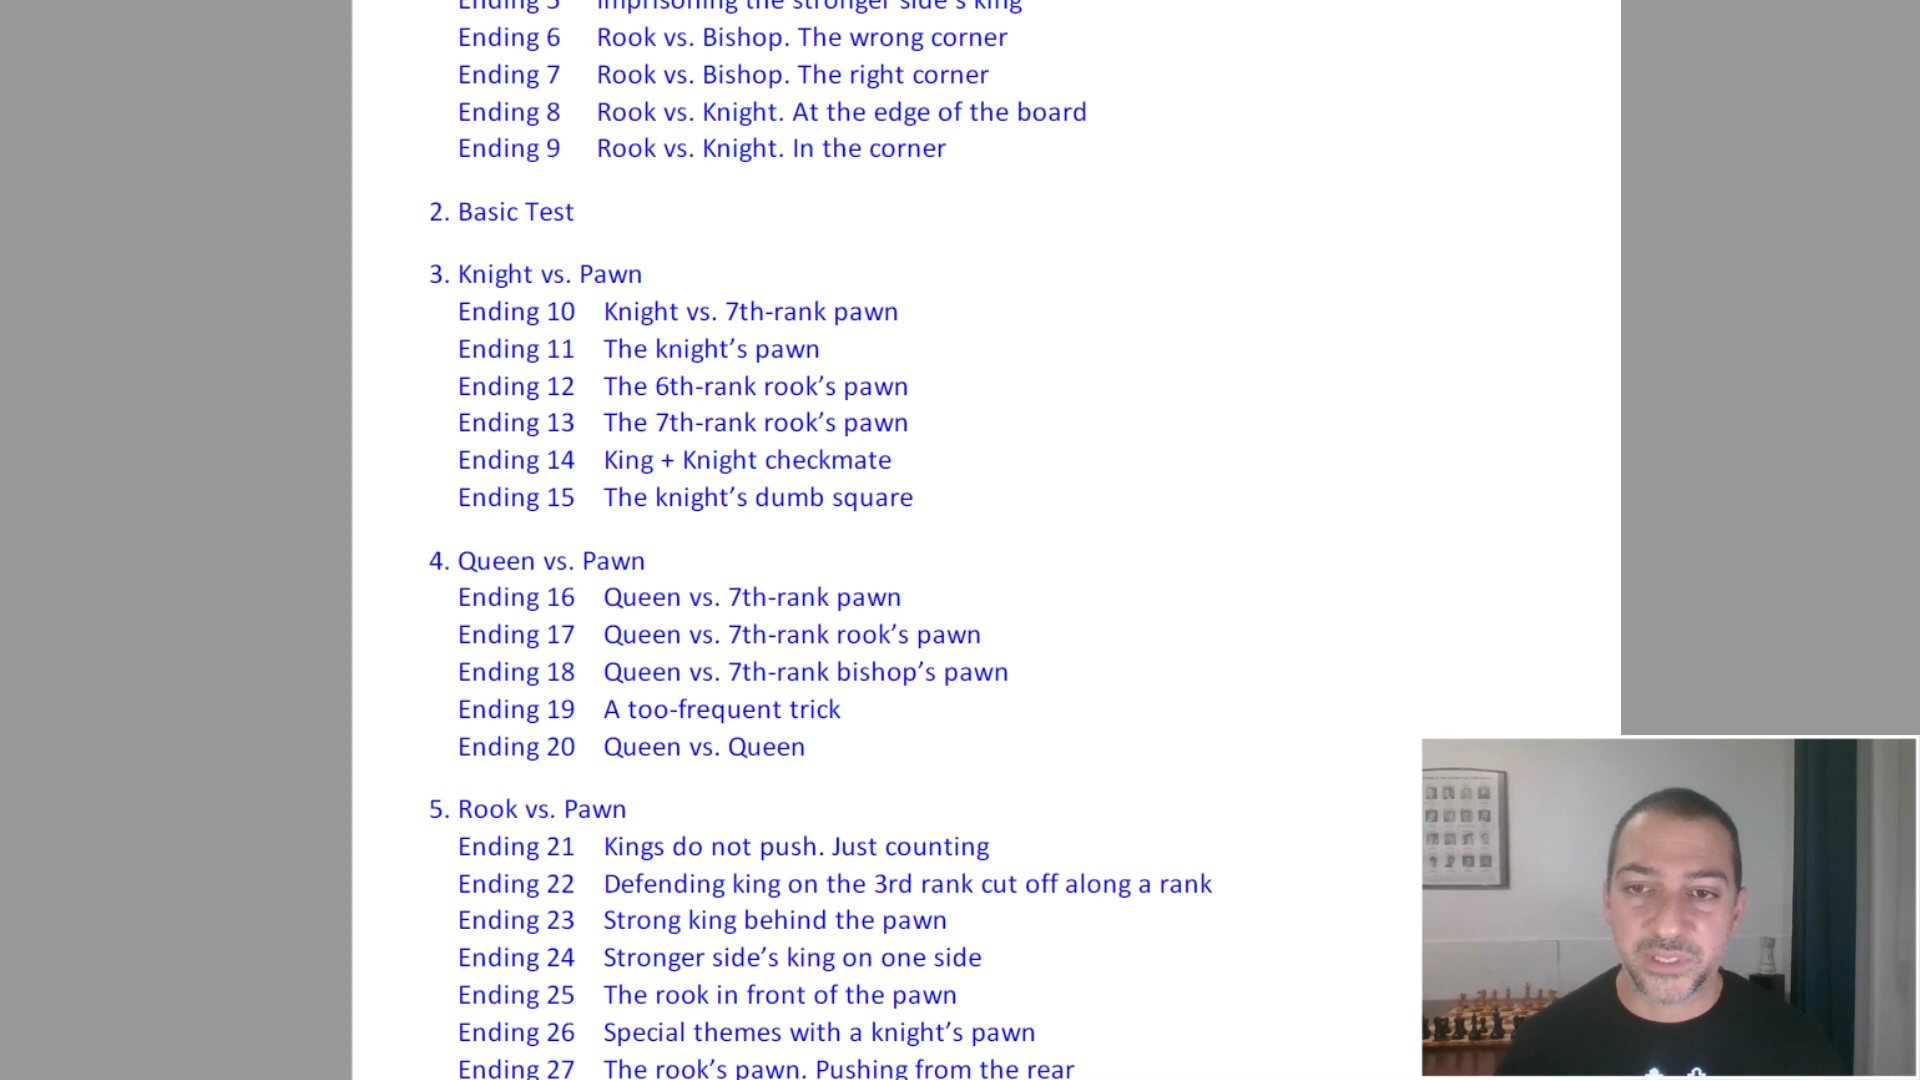 Ending 5 Imprisoning the stronger side’s king
Ending 6 Rook vs. Bishop. The wrong corner
Ending 7 Rook vs. Bishop. The right corner
Ending 8 Rook vs. Knight. At the edge of the board
Ending 9 Rook vs. Knight. In the corner
2. Basic Test
3. Knight vs. Pawn
Ending 10 Knight vs. 7th-rank pawn
Ending 11 The knight’s pawn
Ending 12 The 6th-rank rook’s pawn
Ending 13 The 7th-rank rook’s pawn
Ending 14 King + Knight checkmate
Ending 15 The knight’s dumb square
4. Queen vs. Pawn
Ending 16 Queen vs. 7th-rank pawn
Ending 17 Queen vs. 7th-rank rook’s pawn
Ending 18 Queen vs. 7th-rank bishop’s pawn
Ending 19 A too-frequent trick
Ending 20 Queen vs. Queen
5. Rook vs. Pawn
Ending 21 Kings do not push. Just counting
Ending 22 Defending king on the 3rd rank cut off along a rank
Ending 23 Strong king behind the pawn
Ending 24 Stronger side’s king on one side
Ending 25 The rook in front of the pawn
Ending 26 Special themes with a knight’s pawn
Ending 27 The rook’s pawn. Pushing from the rear